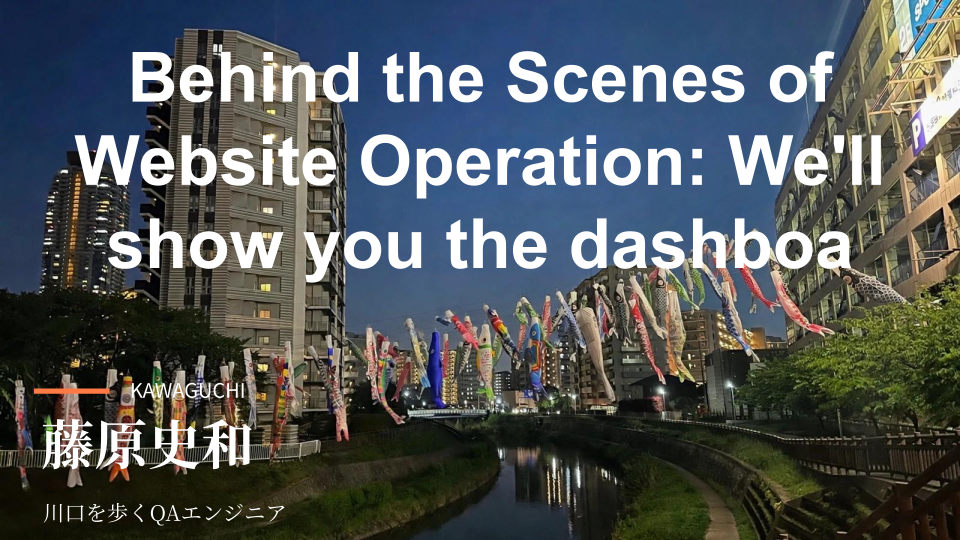 Behind the Scenes of
Website Operation: We'll
show you the dashboa
KAWAGUCHI
藤原史和
川口を歩くQAエンジニア